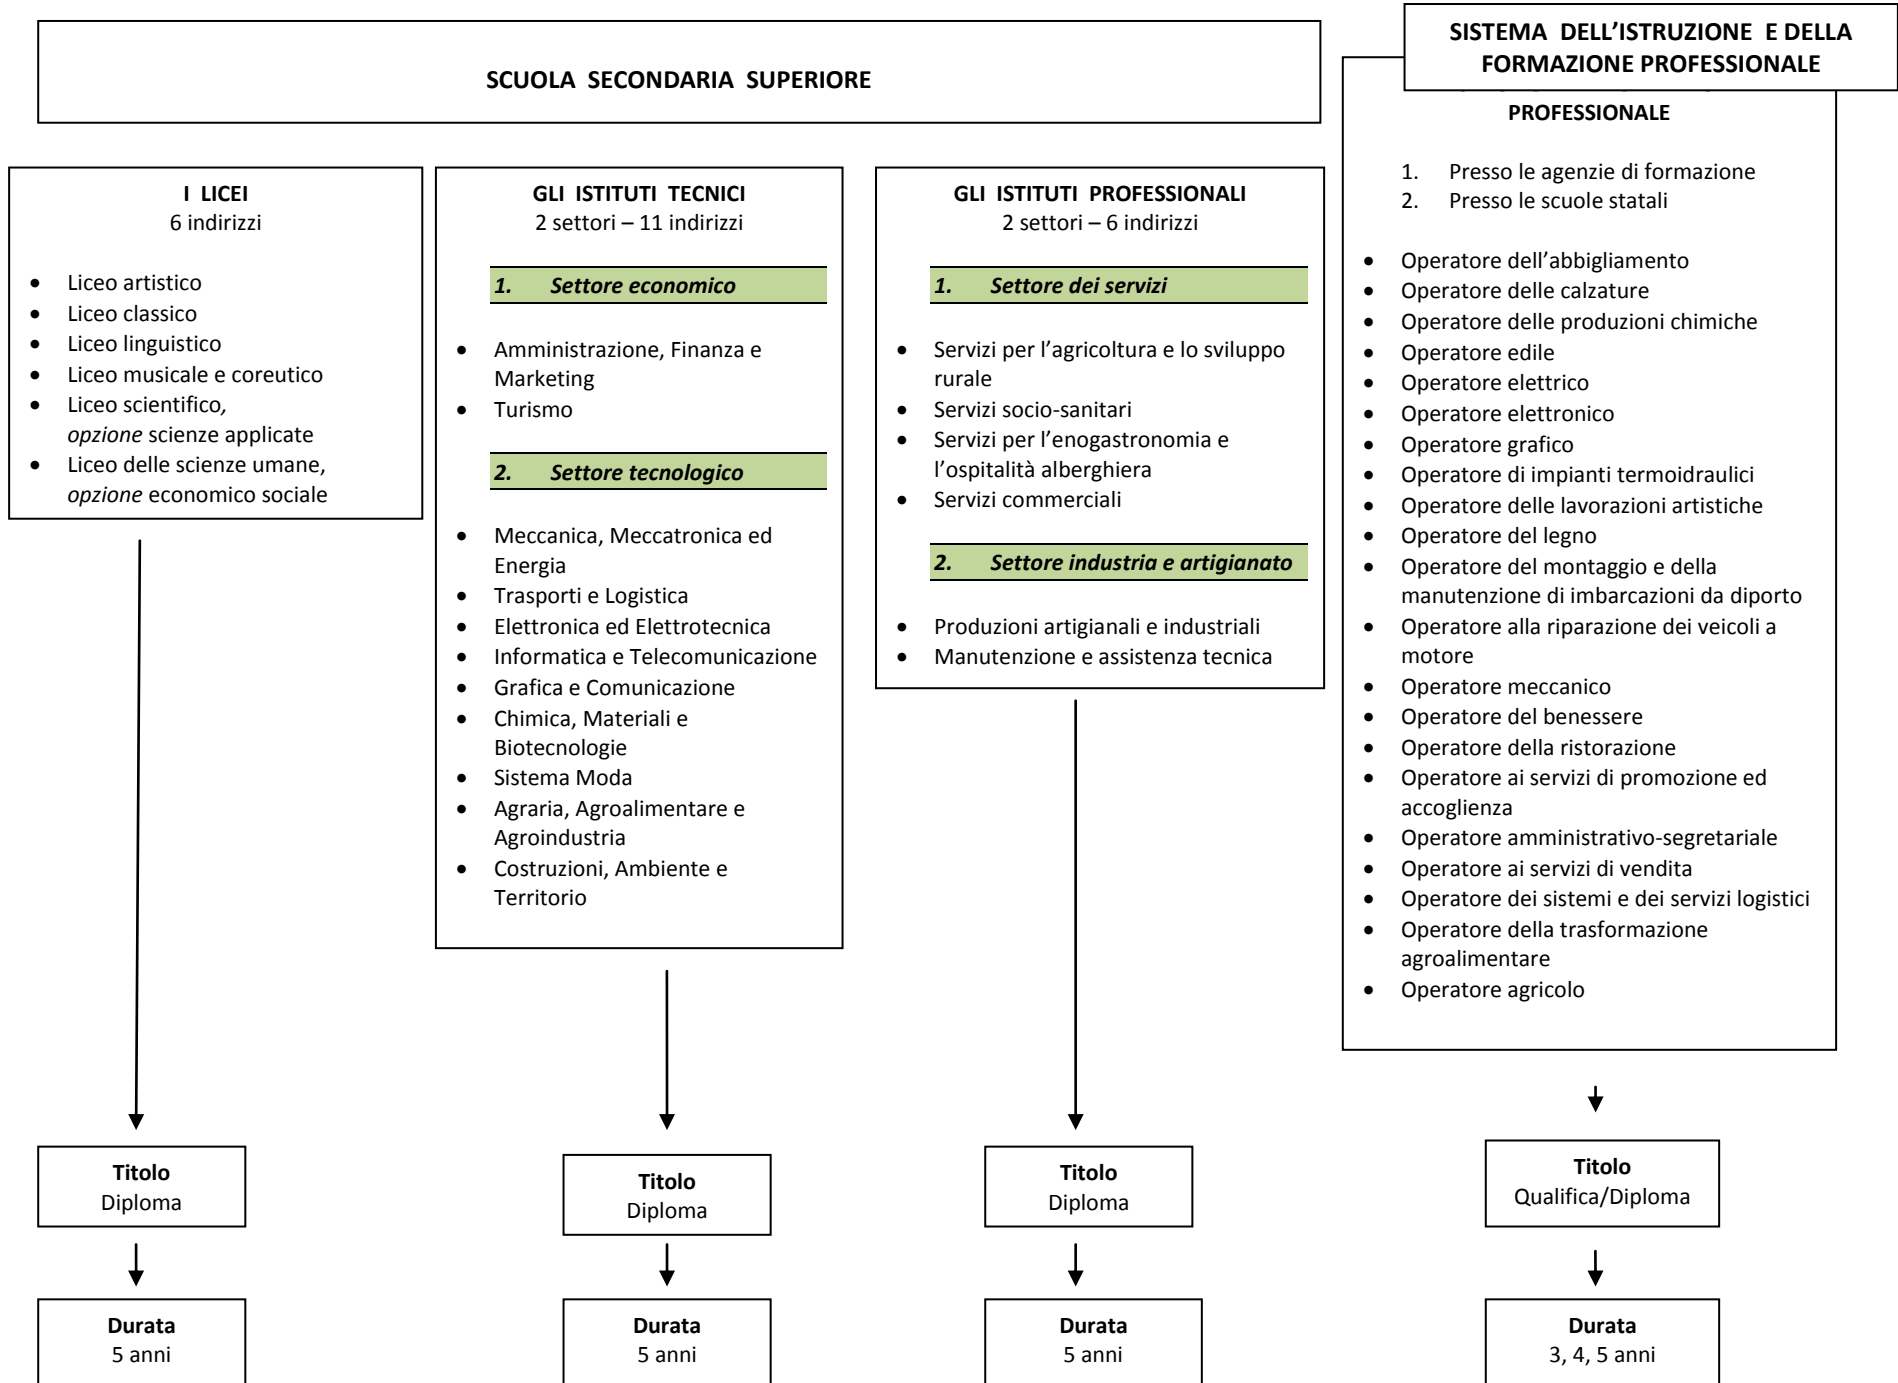 SCUOLA SECONDARIA SUPERIORE
SISTEMA DELL’ISTRUZIONE E DELLA
FORMAZIONE PROFESSIONALE
PROFESSIONALE
I LICEI
6 indirizzi
• Liceo artistico
• Liceo classico
• Liceo linguistico
• Liceo musicale e coreutico
• Liceo scientifico,
opzione scienze applicate
• Liceo delle scienze umane,
opzione economico sociale
GLI ISTITUTI TECNICI
2 settori – 11 indirizzi
1. Settore economico
• Amministrazione, Finanza e
Marketing
• Turismo
2. Settore tecnologico
• Meccanica, Meccatronica ed
Energia
• Trasporti e Logistica
• Elettronica ed Elettrotecnica
• Informatica e Telecomunicazione
• Grafica e Comunicazione
• Chimica, Materiali e
Biotecnologie
• Sistema Moda
• Agraria, Agroalimentare e
Agroindustria
• Costruzioni, Ambiente e
Territorio
GLI ISTITUTI PROFESSIONALI
2 settori – 6 indirizzi
1. Settore dei servizi
• Servizi per l’agricoltura e lo sviluppo
rurale
• Servizi socio-sanitari
• Servizi per l’enogastronomia e
l’ospitalità alberghiera
• Servizi commerciali
2. Settore industria e artigianato
• Produzioni artigianali e industriali
• Manutenzione e assistenza tecnica
1. Presso le agenzie di formazione
2. Presso le scuole statali
• Operatore dell’abbigliamento
• Operatore delle calzature
• Operatore delle produzioni chimiche
• Operatore edile
• Operatore elettrico
• Operatore elettronico
• Operatore grafico
• Operatore di impianti termoidraulici
• Operatore delle lavorazioni artistiche
• Operatore del legno
• Operatore del montaggio e della
manutenzione di imbarcazioni da diporto
• Operatore alla riparazione dei veicoli a
motore
• Operatore meccanico
• Operatore del benessere
• Operatore della ristorazione
• Operatore ai servizi di promozione ed
accoglienza
• Operatore amministrativo-segretariale
• Operatore ai servizi di vendita
• Operatore dei sistemi e dei servizi logistici
• Operatore della trasformazione
agroalimentare
• Operatore agricolo
Titolo
Diploma
Titolo
Diploma
Titolo
Diploma
Titolo
Qualifica/Diploma
Durata
5 anni
Durata
5 anni
Durata
5 anni
Durata
3, 4, 5 anni